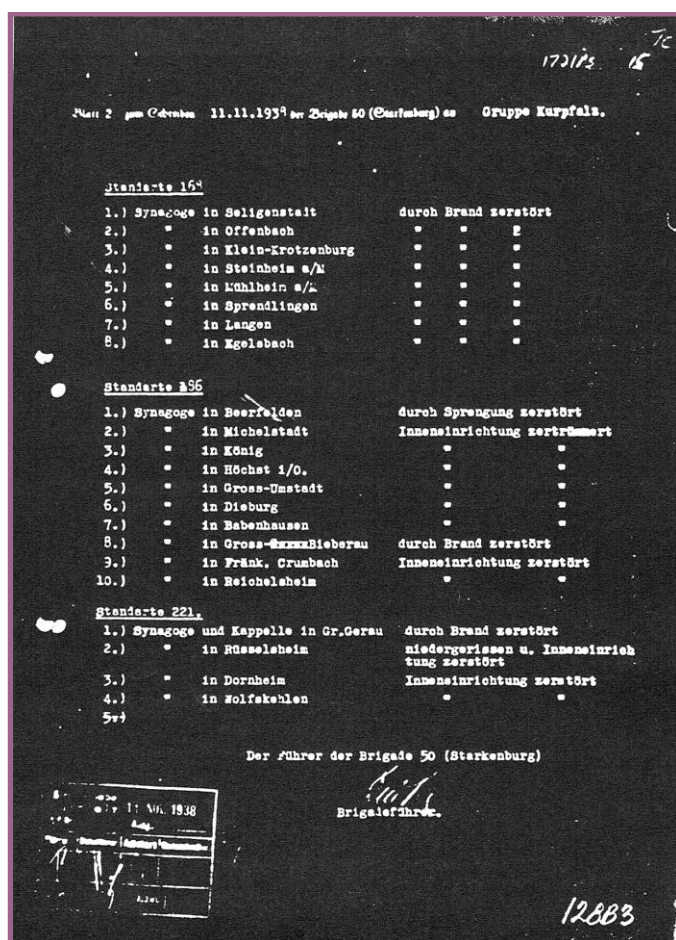 1721PS 15
Blatt 2 zum Schreiben 11.11.1938 der Brigade 50 (Starkenburg) an Gruppe Kurpfalz.
Standarte 168
1.) Synagoge in Seligenstalt durch Brand zerstört
2.) " in Offenbach " " "
3.) " in Klein-Krotzenburg " " "
4.) " in Steinheim a/M " " "
5.) " in Mühlheim a/M " " "
6.) " in Sprendlingen " " "
7.) " in Langen " " "
8.) " in Egelsbach " " "
Standarte 186
1.) Synagoge in Beerfelden durch Sprengung zerstört
2.) " in Michelstadt Inneneinrichtung zertrümmert
3.) " in König " "
4.) " in Höchst i/O. " "
5.) " in Gross-Umstadt " "
6.) " in Dieburg " "
7.) " in Babenhausen " "
8.) " in Gross-Bieberau durch Brand zerstört
9.) " in Fränk. Crumbach Inneneinrichtung zerstört
10.) " in Reichelsheim " "
Standarte 221.
1.) Synagoge und Kappelle in Gr.Gerau durch Brand zerstört
2.) " in Rüsselsheim niedergerissen u. Inneneinrich
tung zerstört
3.) " in Dornheim Inneneinrichtung zerstört
4.) " in Wolfskehlen " "
5.)
Der Führer der Brigade 50 (Starkenburg)
Brigadeführer.
11 NOV. 1938
12883